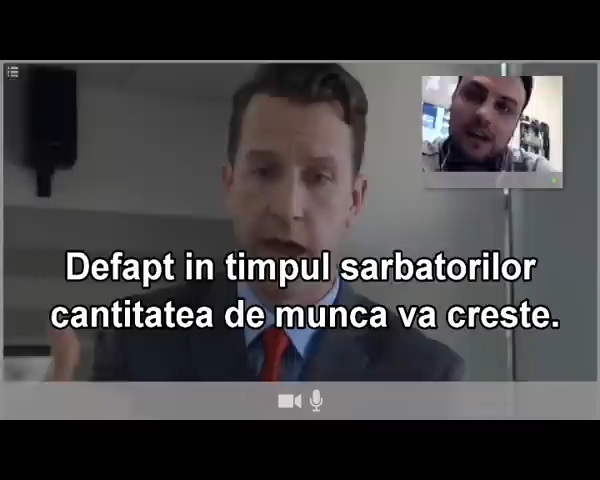 Defapt in timpul sarbatorilor
cantitatea de munca va creste.